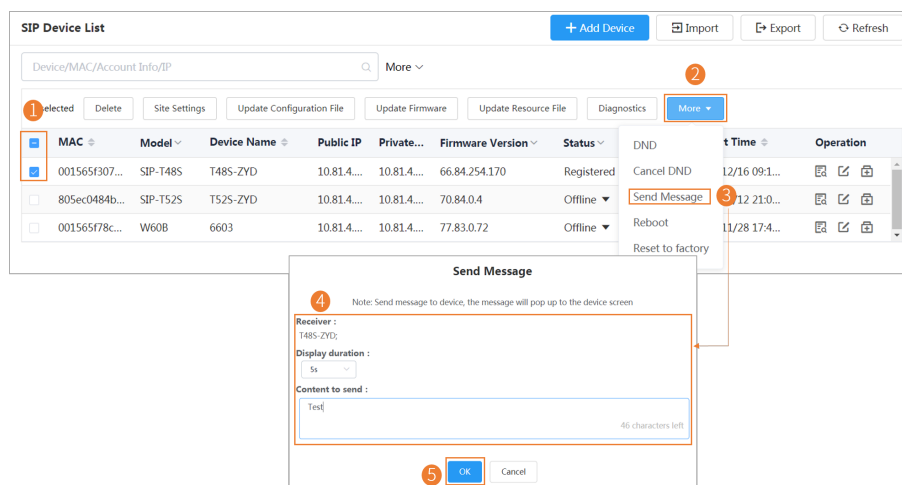 SIP Device List
+ Add Device
Import
Export
Refresh
Device/MAC/Account Info/IP
More
2
1
selected
Delete
Site Settings
Update Configuration File
Update Firmware
Update Resource File
Diagnostics
More
MAC Model Device Name Public IP Private... Firmware Version Status t Time Operation
001565f307... SIP-T48S T48S-ZYD 10.81.4.... 10.81.4.... 66.84.254.170 Registered 12/16 09:1...
805ec0484b... SIP-T52S T52S-ZYD 10.81.4.... 10.81.4.... 70.84.0.4 Offline /12 21:0...
001565f78c... W60B 6603 10.81.4.... 10.81.4.... 77.83.0.72 Offline 11/28 17:4...
DND
Cancel DND
Send Message
3
Reboot
Reset to factory
Send Message
4
Note: Send message to device, the message will pop up to the device screen
Receiver :
T48S-ZYD;
Display duration :
5s
Content to send :
Test
46 characters left
5
OK
Cancel